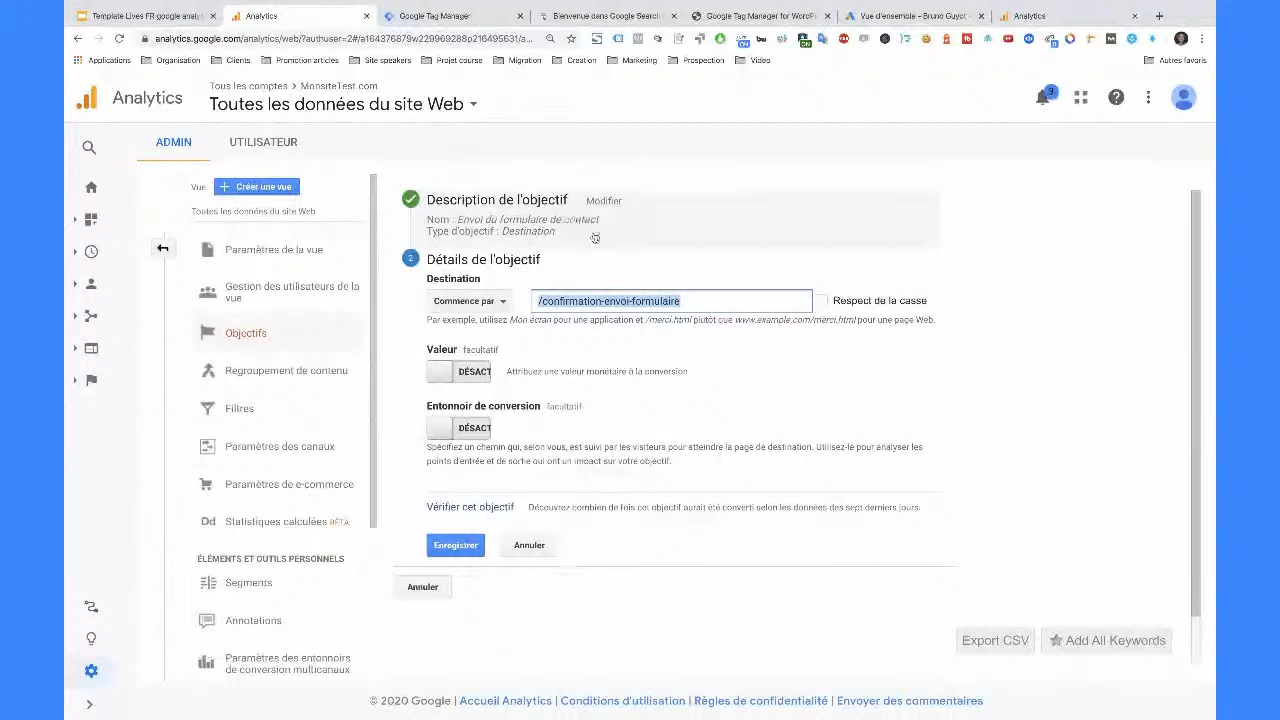 Template Lives FR google analy
Analytics
Google Tag Manager
Bienvenue dans Google Search
Google Tag Manager for WordPre
Vue d'ensemble - Bruno Guyot -
Analytics
analytics.google.com/analytics/web/?authuser=2#/a164376879w229969288p216495553/a...
Applications
Organisation
Clients
Promotion articles
Site speakers
Projet course
Migration
Creation
Marketing
Prospection
Video
Autres favoris
Analytics
Tous les comptes > MonsiteTest.com
Toutes les données du site Web
3
ADMIN
UTILISATEUR
Vue
+ Créer une vue
Toutes les données du site Web
Paramètres de la vue
Gestion des utilisateurs de la
vue
Objectifs
Regroupement de contenu
Filtres
Paramètres des canaux
Paramètres de e-commerce
Dd Statistiques calculées BÊTA
ÉLÉMENTS ET OUTILS PERSONNELS
Segments
Annotations
Paramètres des entonnoirs
de conversion multicanaux
Description de l'objectif Modifier
Nom : Envoi du formulaire de contact
Type d'objectif : Destination
2 Détails de l'objectif
Destination
Commence par
/confirmation-envoi-formulaire
Respect de la casse
Par exemple, utilisez Mon écran pour une application et /merci.html plutôt que www.example.com/merci.html pour une page Web.
Valeur facultatif
DÉSACT
Attribuez une valeur monétaire à la conversion
Entonnoir de conversion facultatif
DÉSACT
Spécifiez un chemin qui, selon vous, est suivi par les visiteurs pour atteindre la page de destination. Utilisez-le pour analyser les
points d'entrée et de sortie qui ont un impact sur votre objectif.
Vérifier cet objectif Découvrez combien de fois cet objectif aurait été converti selon les données des sept derniers jours.
Enregistrer
Annuler
Annuler
Export CSV
Add All Keywords
© 2020 Google | Accueil Analytics | Conditions d'utilisation | Règles de confidentialité | Envoyer des commentaires